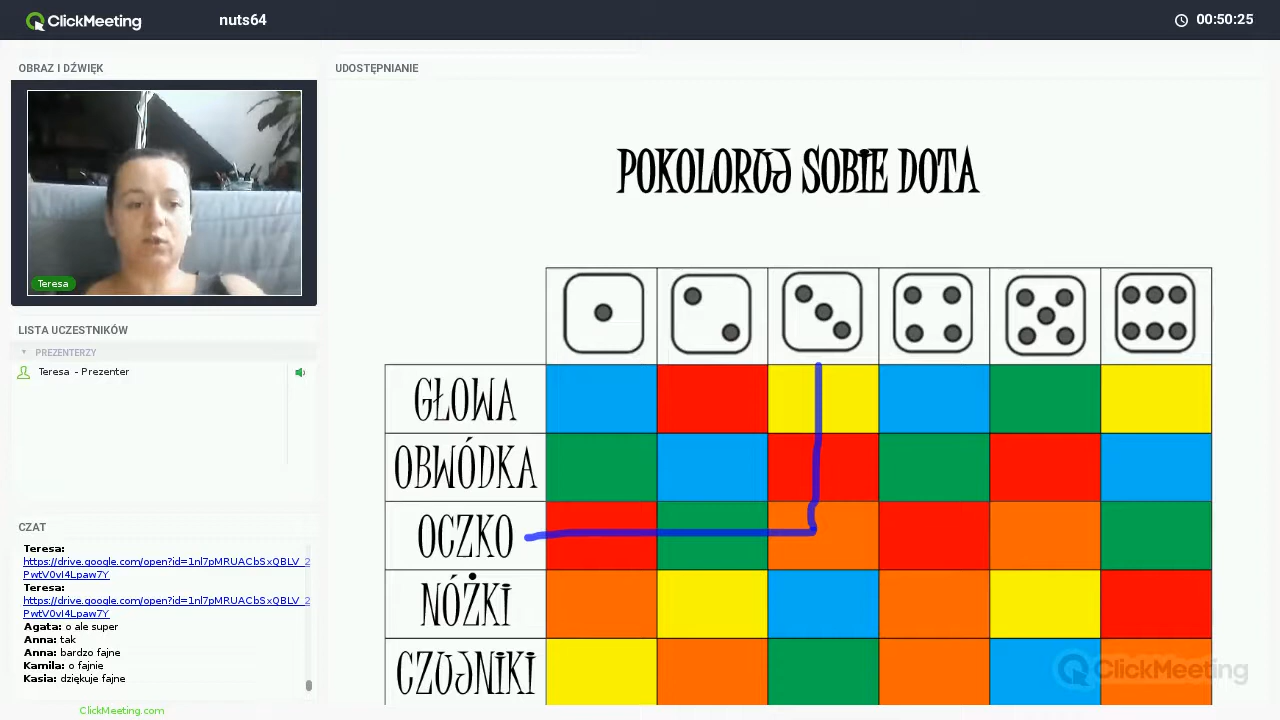 ClickMeeting
nuts64
00:50:25
OBRAZ I DŹWIĘK
Teresa
LISTA UCZESTNIKÓW
PREZENTERZY
Teresa - Prezenter
CZAT
Teresa:
https://drive.google.com/open?id=1nl7pMRUACbSxQBLV_2
PwtV0vI4Lpaw7Y
Teresa:
https://drive.google.com/open?id=1nl7pMRUACbSxQBLV_2
PwtV0vI4Lpaw7Y
Agata: o ale super
Anna: tak
Anna: bardzo fajne
Kamila: o fajnie
Kasia: dziękuje fajne
ClickMeeting.com
UDOSTĘPNIANIE
POKOLORUJ SOBIE DOTA
GŁOWA
OBWÓDKA
OCZKO
NÓŻKI
CZUJNIKI
ClickMeeting